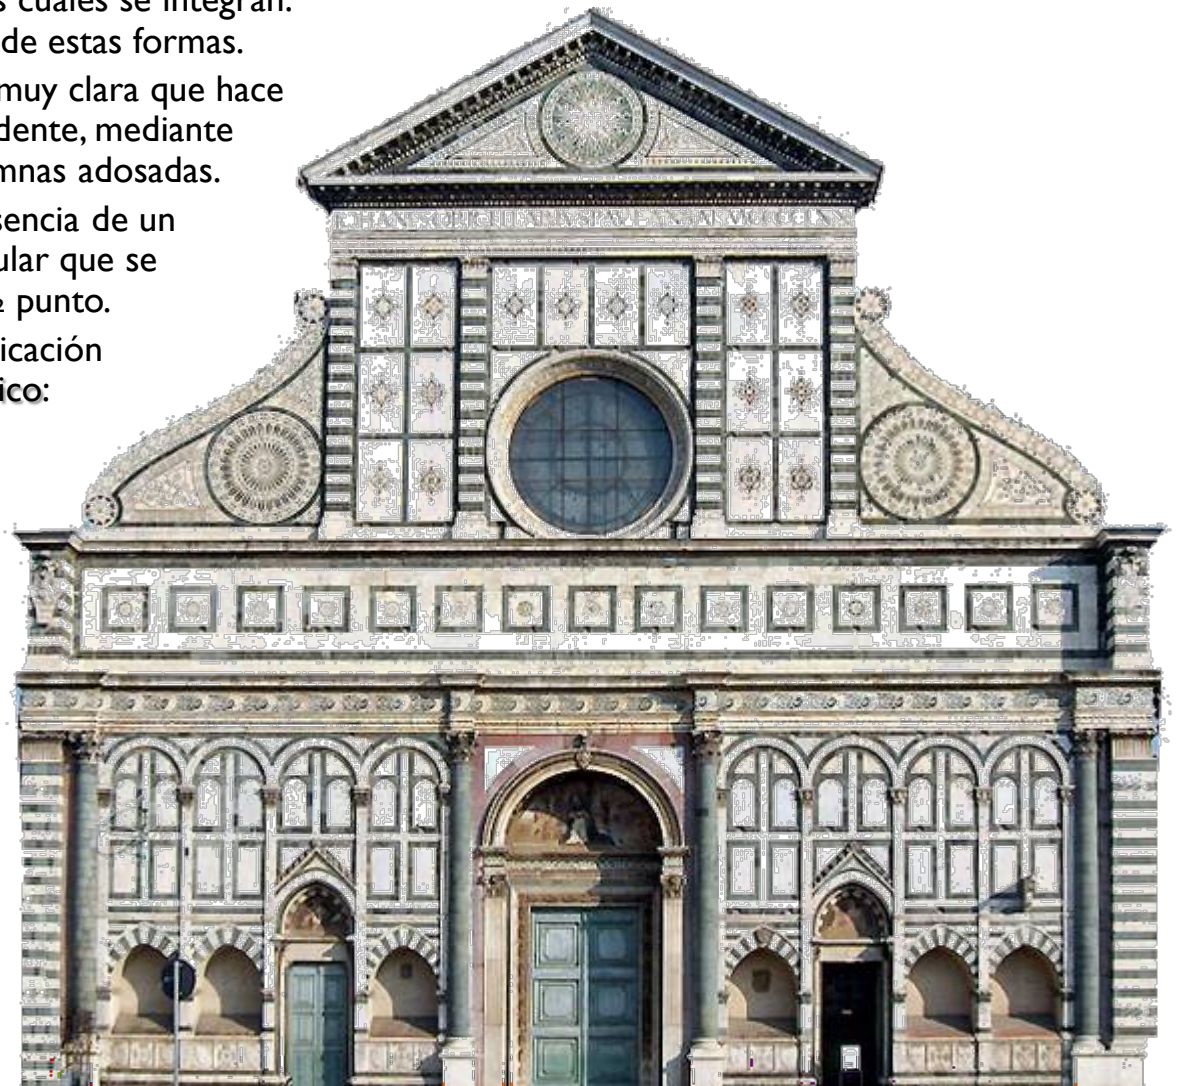 s cuales se integran.
de estas formas.
muy clara que hace
dente, mediante
mnas adosadas.
sencia de un
ular que se
punto.
icación
ico: